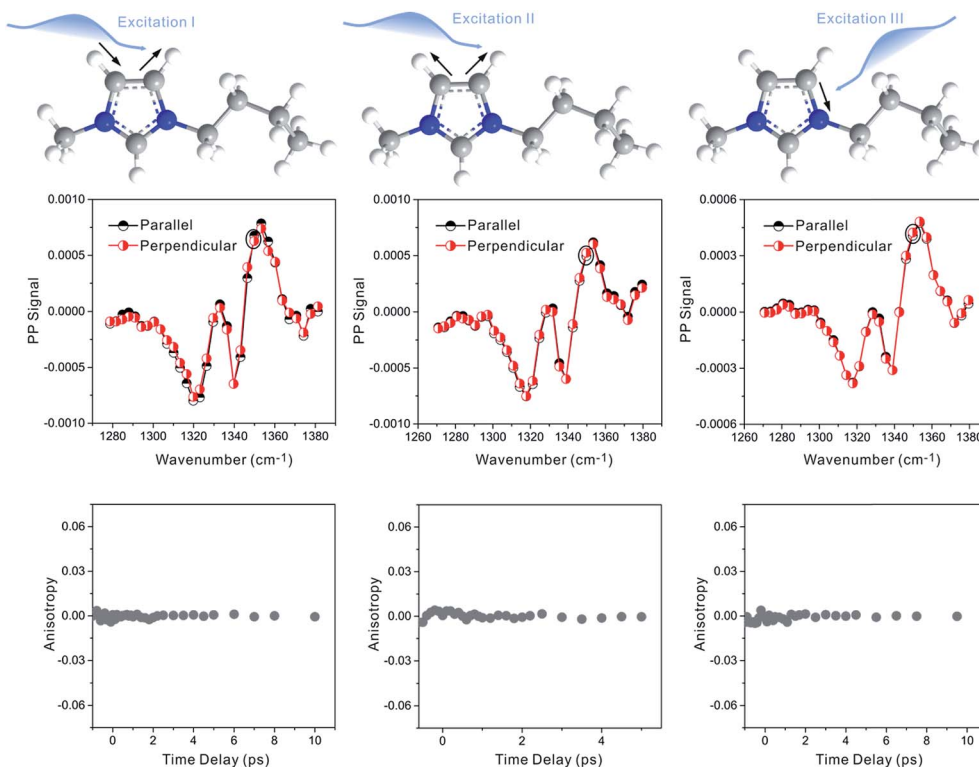 Excitation I
Excitation II
Excitation III
0.0010
0.0005
0.0000
-0.0005
-0.0010
PP Signal
Parallel
Perpendicular
1280 1300 1320 1340 1360 1380
Wavenumber (cm-1)
0.0010
0.0005
0.0000
-0.0005
-0.0010
Parallel
Perpendicular
1260 1280 1300 1320 1340 1360 1380
Wavenumber (cm-1)
0.0006
0.0003
0.0000
-0.0003
-0.0006
Parallel
Perpendicular
1260 1280 1300 1320 1340 1360 1380
Wavenumber (cm-1)
0.06
0.03
0.00
-0.03
-0.06
Anisotropy
0 2 4 6 8 10
Time Delay (ps)
0.06
0.03
0.00
-0.03
-0.06
Anisotropy
0 2 4
Time Delay (ps)
0.06
0.03
0.00
-0.03
-0.06
Anisotropy
0 2 4 6 8 10
Time Delay (ps)